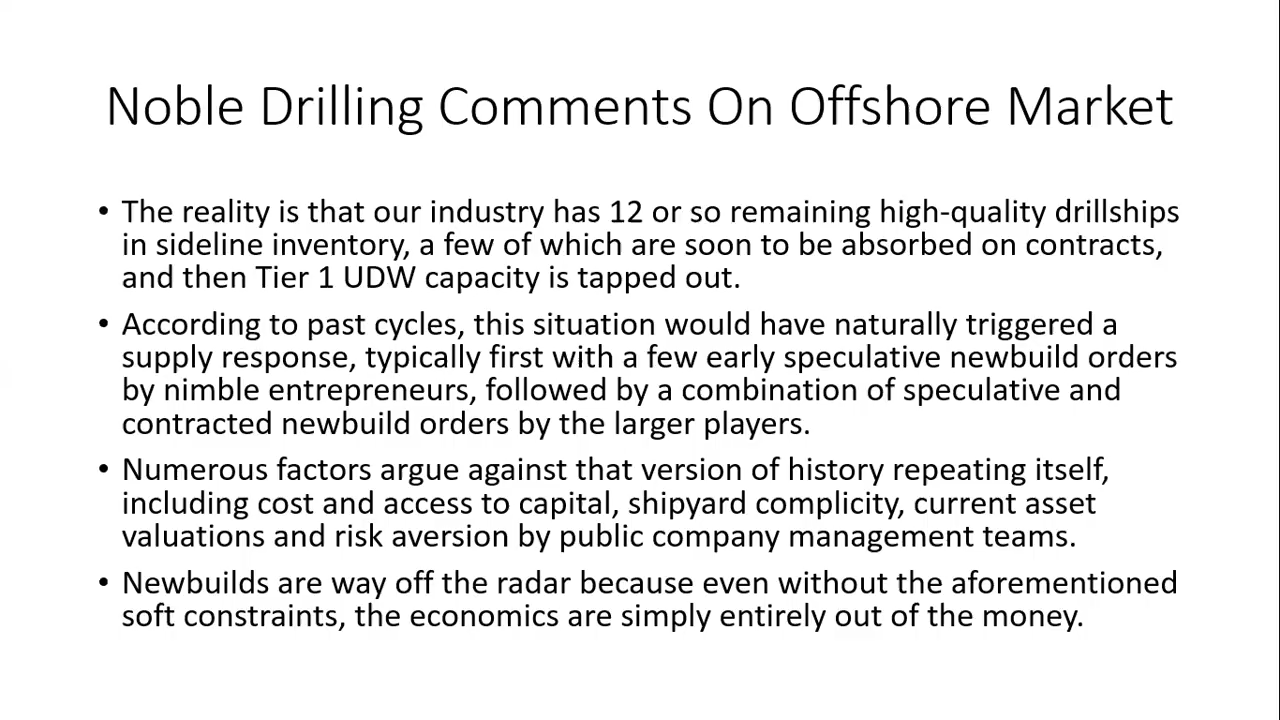 Noble Drilling Comments On Offshore Market
• The reality is that our industry has 12 or so remaining high-quality drillships
in sideline inventory, a few of which are soon to be absorbed on contracts,
and then Tier 1 UDW capacity is tapped out.
• According to past cycles, this situation would have naturally triggered a
supply response, typically first with a few early speculative newbuild orders
by nimble entrepreneurs, followed by a combination of speculative and
contracted newbuild orders by the larger players.
• Numerous factors argue against that version of history repeating itself,
including cost and access to capital, shipyard complicity, current asset
valuations and risk aversion by public company management teams.
• Newbuilds are way off the radar because even without the aforementioned
soft constraints, the economics are simply entirely out of the money.